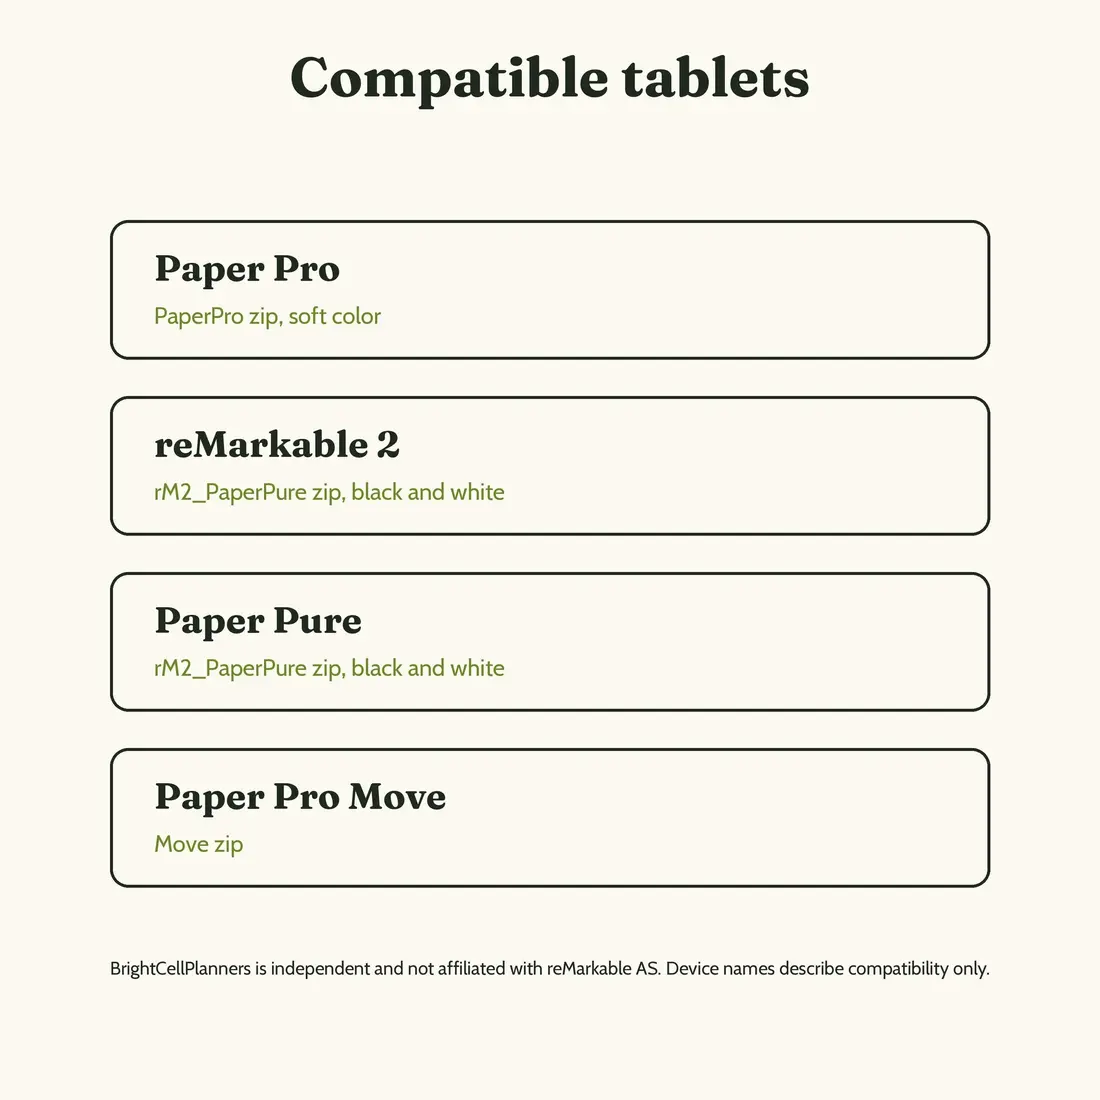 Compatible tablets
Paper Pro
PaperPro zip, soft color
reMarkable 2
rM2_PaperPure zip, black and white
Paper Pure
rM2_PaperPure zip, black and white
Paper Pro Move
Move zip
BrightCellPlanners is independent and not affiliated with reMarkable AS. Device names describe compatibility only.